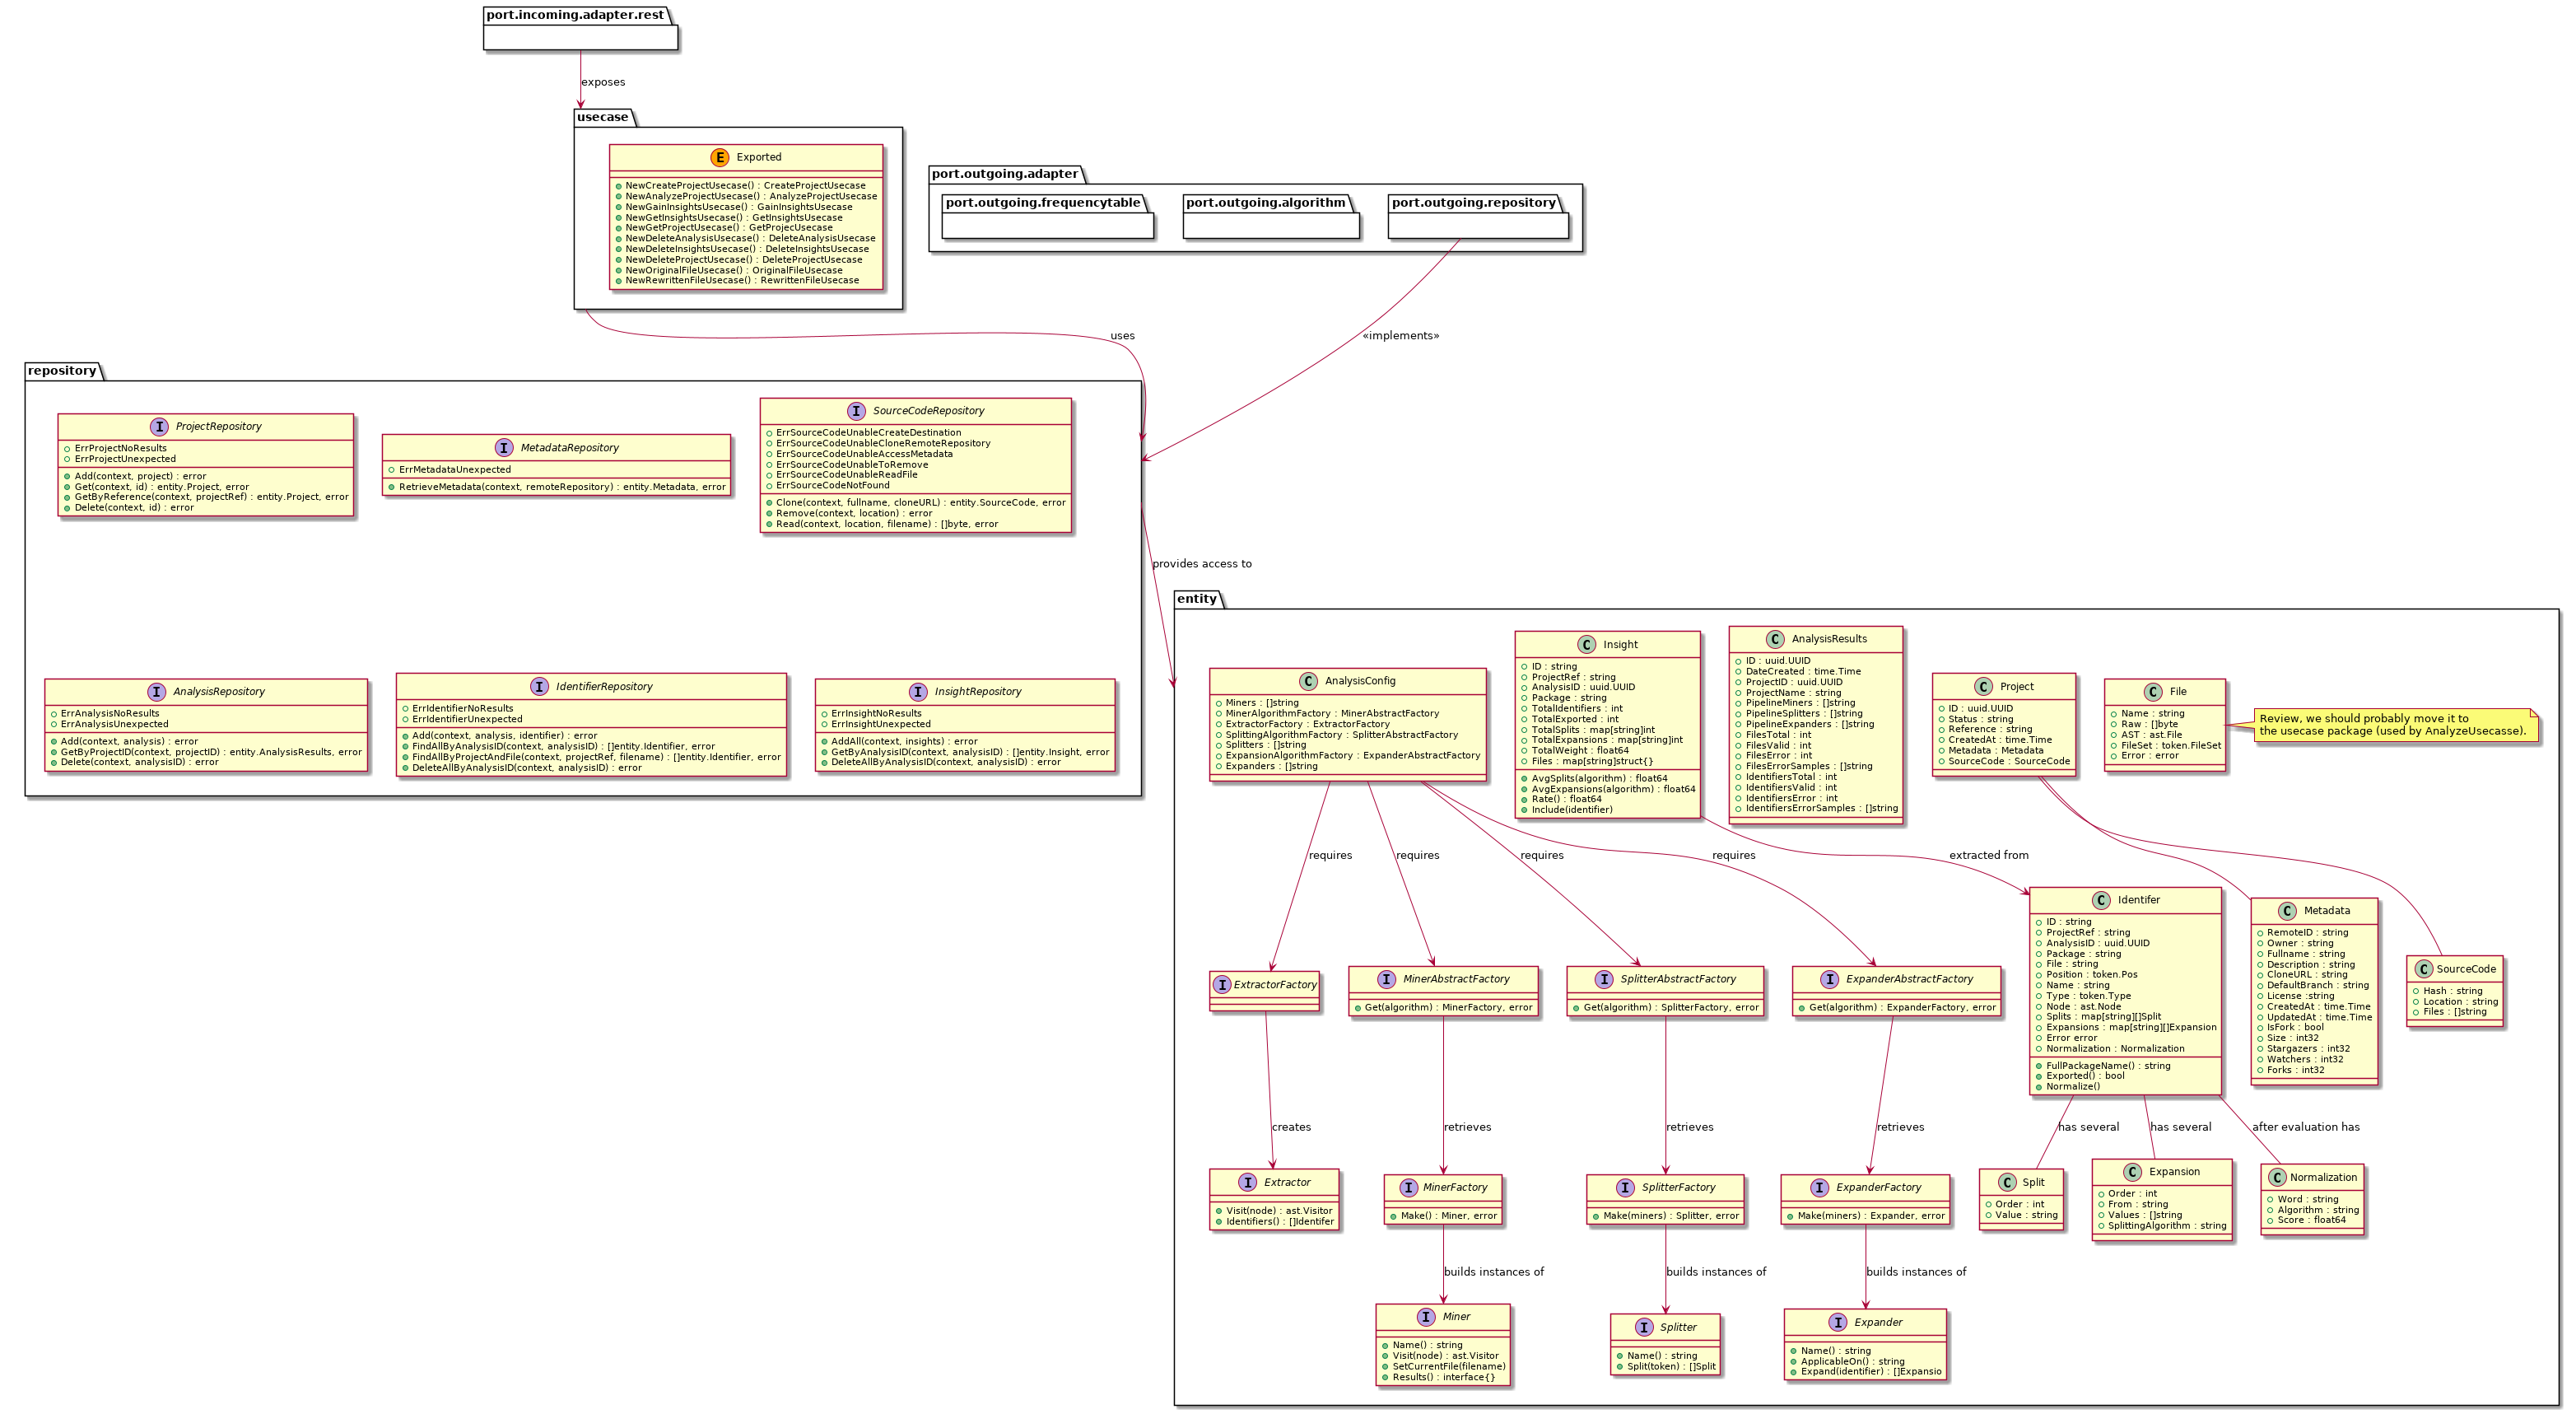 port.incoming.adapter.rest
exposes
usecase
E Exported
NewCreateProjectUsecase() : CreateProjectUsecase
NewAnalyzeProjectUsecase() : AnalyzeProjectUsecase
NewGainInsightsUsecase() : GainInsightsUsecase
NewGetInsightsUsecase() : GetInsightsUsecase
NewGetProjectUsecase() : GetProjecUsecase
NewDeleteAnalysisUsecase() : DeleteAnalysisUsecase
NewDeleteInsightsUsecase() : DeleteInsightsUsecase
NewDeleteProjectUsecase() : DeleteProjectUsecase
NewOriginalFileUsecase() : OriginalFileUsecase
NewRewrittenFileUsecase() : RewrittenFileUsecase
port.outgoing.adapter
port.outgoing.frequencytable
port.outgoing.algorithm
port.outgoing.repository
uses
«implements»
repository
I ProjectRepository
ErrProjectNoResults
ErrProjectUnexpected
Add(context, project) : error
Get(context, id) : entity.Project, error
GetByReference(context, projectRef) : entity.Project, error
Delete(context, id) : error
I MetadataRepository
ErrMetadataUnexpected
RetrieveMetadata(context, remoteRepository) : entity.Metadata, error
I SourceCodeRepository
ErrSourceCodeUnableCreateDestination
ErrSourceCodeUnableCloneRemoteRepository
ErrSourceCodeUnableAccessMetadata
ErrSourceCodeUnableToRemove
ErrSourceCodeUnableReadFile
ErrSourceCodeNotFound
Clone(context, fullname, cloneURL) : entity.SourceCode, error
Remove(context, location) : error
Read(context, location, filename) : []byte, error
provides access to
I AnalysisRepository
ErrAnalysisNoResults
ErrAnalysisUnexpected
Add(context, analysis) : error
GetByProjectID(context, projectID) : entity.AnalysisResults, error
Delete(context, analysisID) : error
I IdentifierRepository
ErrIdentifierNoResults
ErrIdentifierUnexpected
Add(context, analysis, identifier) : error
FindAllByAnalysisID(context, analysisID) : []entity.Identifier, error
FindAllByProjectAndFile(context, projectRef, filename) : []entity.Identifier, error
DeleteAllByAnalysisID(context, analysisID) : error
I InsightRepository
ErrInsightNoResults
ErrInsightUnexpected
AddAll(context, insights) : error
GetByAnalysisID(context, analysisID) : []entity.Insight, error
DeleteAllByAnalysisID(context, analysisID) : error
entity
C AnalysisConfig
Miners : []string
MinerAlgorithmFactory : MinerAbstractFactory
ExtractorFactory : ExtractorFactory
SplittingAlgorithmFactory : SplitterAbstractFactory
Splitters : []string
ExpansionAlgorithmFactory : ExpanderAbstractFactory
Expanders : []string
C Insight
ID : string
ProjectRef : string
AnalysisID : uuid.UUID
Package : string
TotalIdentifiers : int
TotalExported : int
TotalSplits : map[string]int
TotalExpansions : map[string]int
TotalWeight : float64
Files : map[string]struct{}
AvgSplits(algorithm) : float64
AvgExpansions(algorithm) : float64
Rate() : float64
Include(identifier)
C AnalysisResults
ID : uuid.UUID
DateCreated : time.Time
ProjectID : uuid.UUID
ProjectName : string
PipelineMiners : []string
PipelineSplitters : []string
PipelineExpanders : []string
FilesTotal : int
FilesValid : int
FilesError : int
FilesErrorSamples : []string
IdentifiersTotal : int
IdentifiersValid : int
IdentifiersError : int
IdentifiersErrorSamples : []string
C Project
ID : uuid.UUID
Status : string
Reference : string
CreatedAt : time.Time
Metadata : Metadata
SourceCode : SourceCode
C File
Name : string
Raw : []byte
AST : ast.File
FileSet : token.FileSet
Error : error
Review, we should probably move it to
the usecase package (used by AnalyzeUsecasse).
requires
requires
requires
requires
extracted from
I ExtractorFactory
I MinerAbstractFactory
Get(algorithm) : MinerFactory, error
I SplitterAbstractFactory
Get(algorithm) : SplitterFactory, error
I ExpanderAbstractFactory
Get(algorithm) : ExpanderFactory, error
C Identifer
ID : string
ProjectRef : string
AnalysisID : uuid.UUID
Package : string
File : string
Position : token.Pos
Name : string
Type : token.Type
Node : ast.Node
Splits : map[string][]Split
Expansions : map[string][]Expansion
Error error
Normalization : Normalization
FullPackageName() : string
Exported() : bool
Normalize()
C Metadata
RemoteID : string
Owner : string
Fullname : string
Description : string
CloneURL : string
DefaultBranch : string
License :string
CreatedAt : time.Time
UpdatedAt : time.Time
IsFork : bool
Size : int32
Stargazers : int32
Watchers : int32
Forks : int32
C SourceCode
Hash : string
Location : string
Files : []string
creates
retrieves
retrieves
retrieves
has several
has several
after evaluation has
I Extractor
Visit(node) : ast.Visitor
Identifiers() : []Identifer
I MinerFactory
Make() : Miner, error
I SplitterFactory
Make(miners) : Splitter, error
I ExpanderFactory
Make(miners) : Expander, error
C Split
Order : int
Value : string
C Expansion
Order : int
From : string
Values : []string
SplittingAlgorithm : string
C Normalization
Word : string
Algorithm : string
Score : float64
builds instances of
builds instances of
builds instances of
I Miner
Name() : string
Visit(node) : ast.Visitor
SetCurrentFile(filename)
Results() : interface{}
I Splitter
Name() : string
Split(token) : []Split
I Expander
Name() : string
ApplicableOn() : string
Expand(identifier) : []Expansio